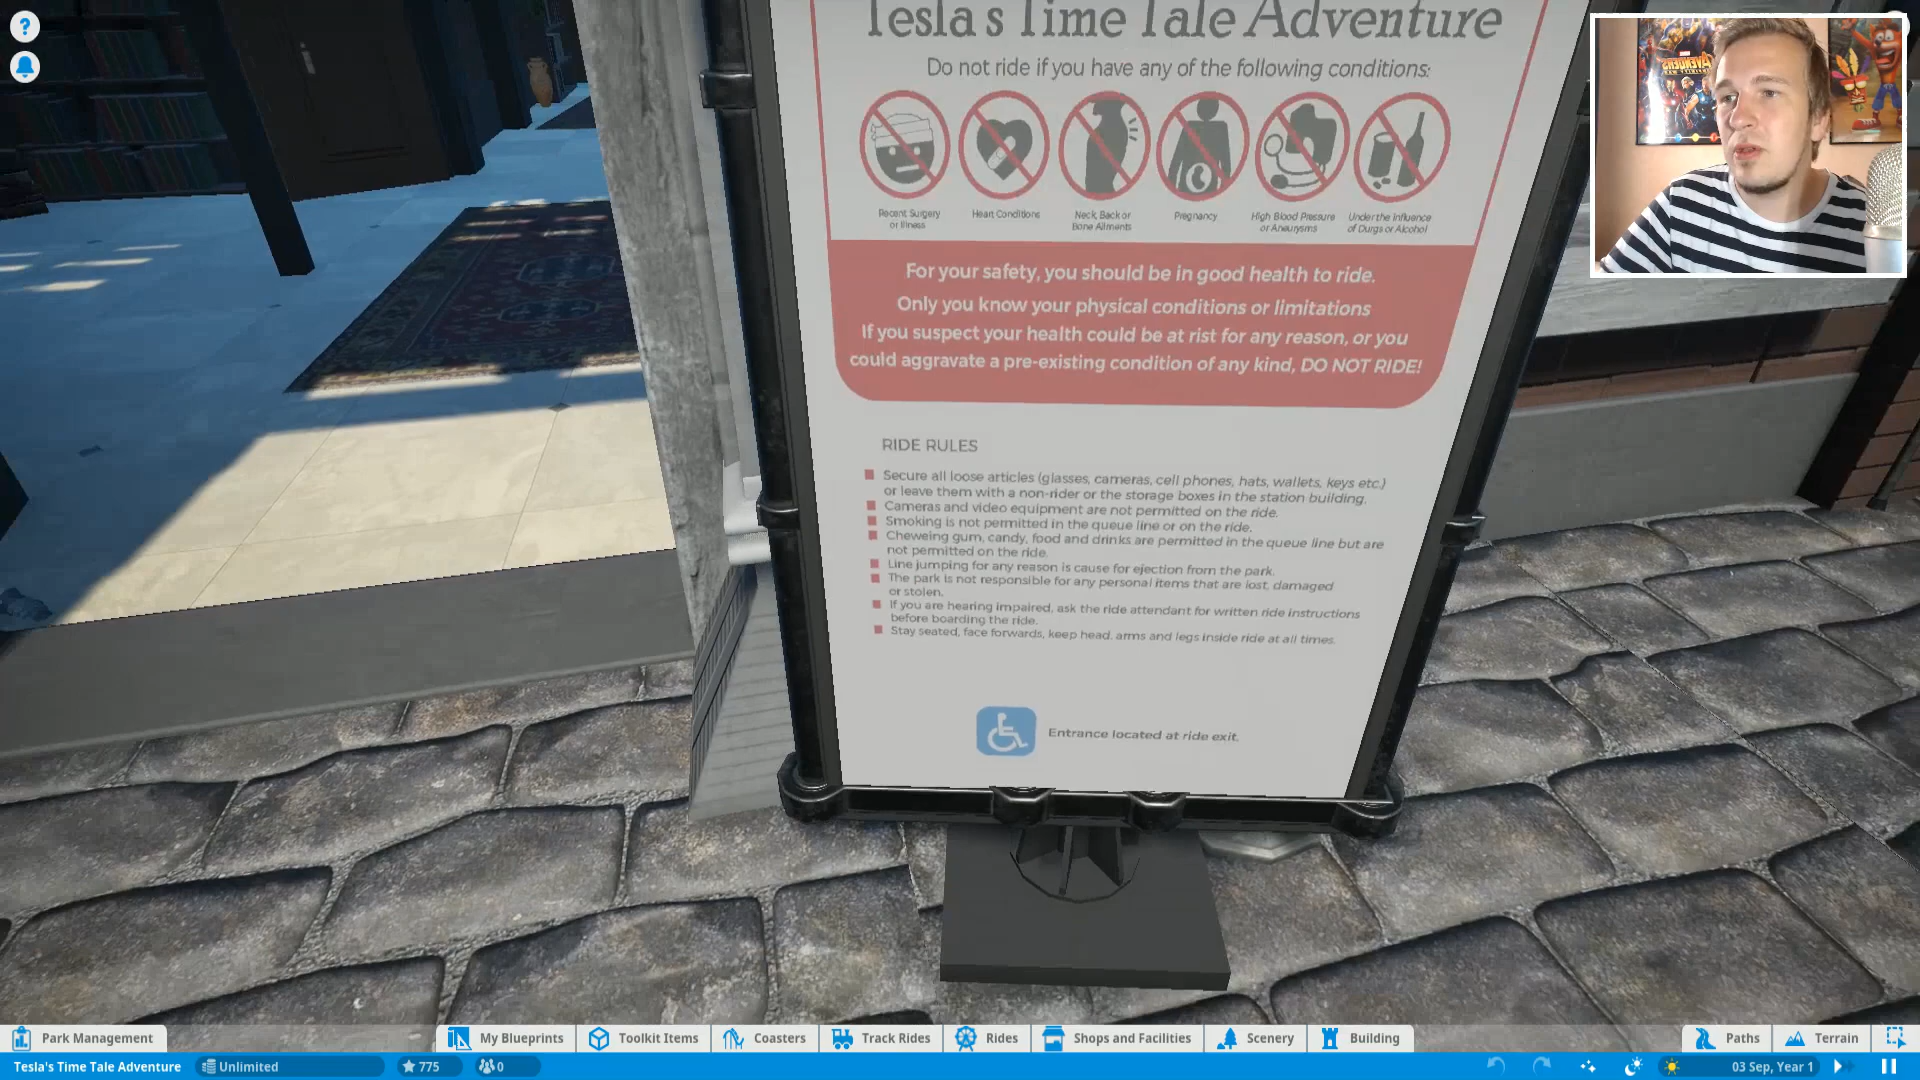 Tesla's Time Tale Adventure
Do not ride if you have any of the following conditions:
Recent Surgery
or Illness
Heart Conditions
Neck, Back or
Bone Ailments
Pregnancy
High Blood Pressure
or Aneurysms
Under the Influence
of Durgs or Alcohol
For your safety, you should be in good health to ride.
Only you know your physical conditions or limitations
If you suspect your health could be at rist for any reason, or you
could aggravate a pre-existing condition of any kind, DO NOT RIDE!
RIDE RULES
Secure all loose articles (glasses, cameras, cell phones, hats, wallets, keys etc.)
or leave them with a non-rider or the storage boxes in the station building.
Cameras and video equipment are not permitted on the ride.
Smoking is not permitted in the queue line or on the ride.
Cheweing gum, candy, food and drinks are permitted in the queue line but are
not permitted on the ride.
Line jumping for any reason is cause for ejection from the park.
The park is not responsible for any personal items that are lost, damaged
or stolen.
If you are hearing impaired, ask the ride attendant for written ride instructions
before boarding the ride.
Stay seated, face forwards, keep head, arms and legs inside ride at all times.
Entrance located at ride exit.
Park Management
My Blueprints
Toolkit Items
Coasters
Track Rides
Rides
Shops and Facilities
Scenery
Building
Paths
Terrain
Tesla's Time Tale Adventure
Unlimited
775
0
03 Sep, Year 1